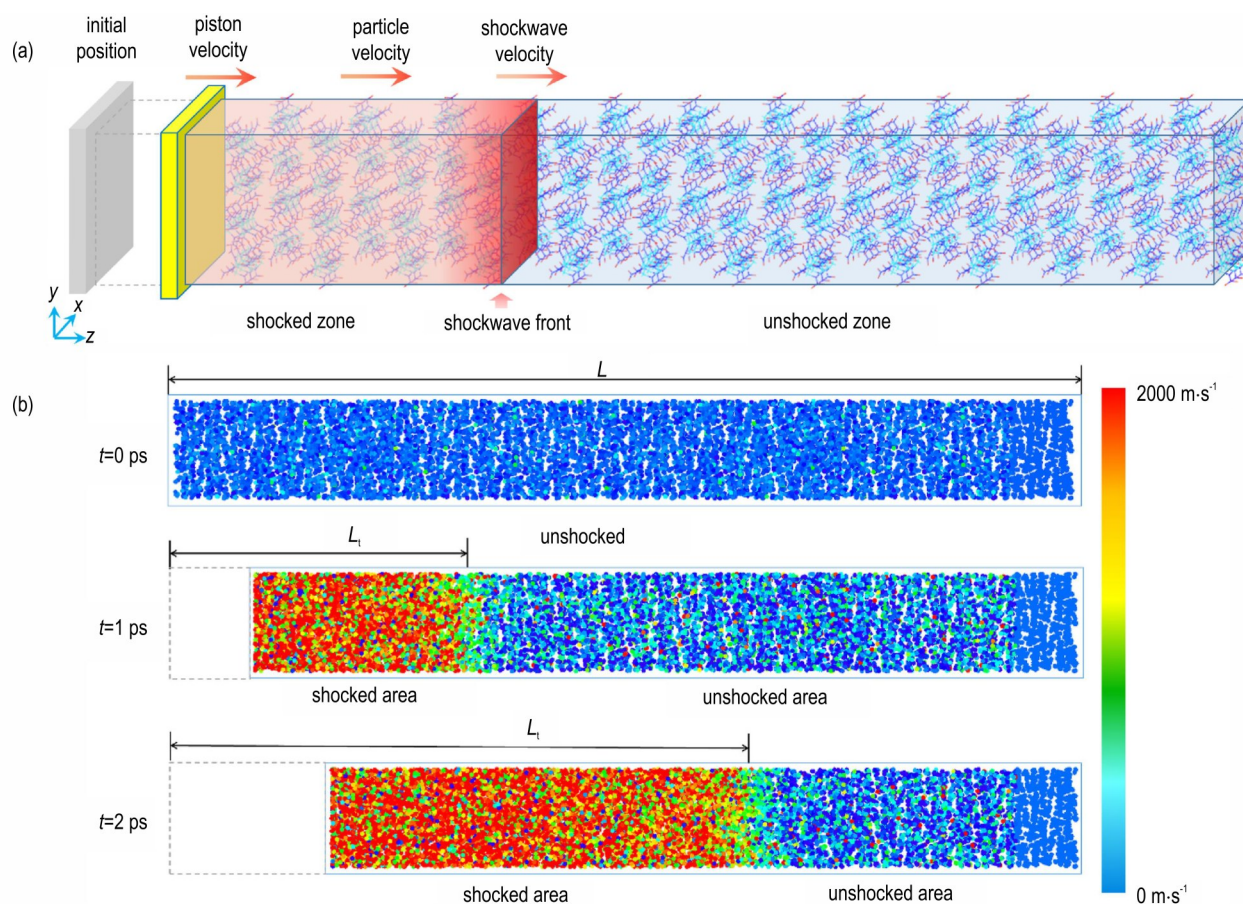 (a)
initial
position
piston
velocity
particle
velocity
shockwave
velocity
y
x
z
shocked zone
shockwave front
unshocked zone
(b)
L
t=0 ps
2000 m·s⁻¹
Lt
unshocked
t=1 ps
shocked area
unshocked area
Lt
t=2 ps
shocked area
unshocked area
0 m·s⁻¹